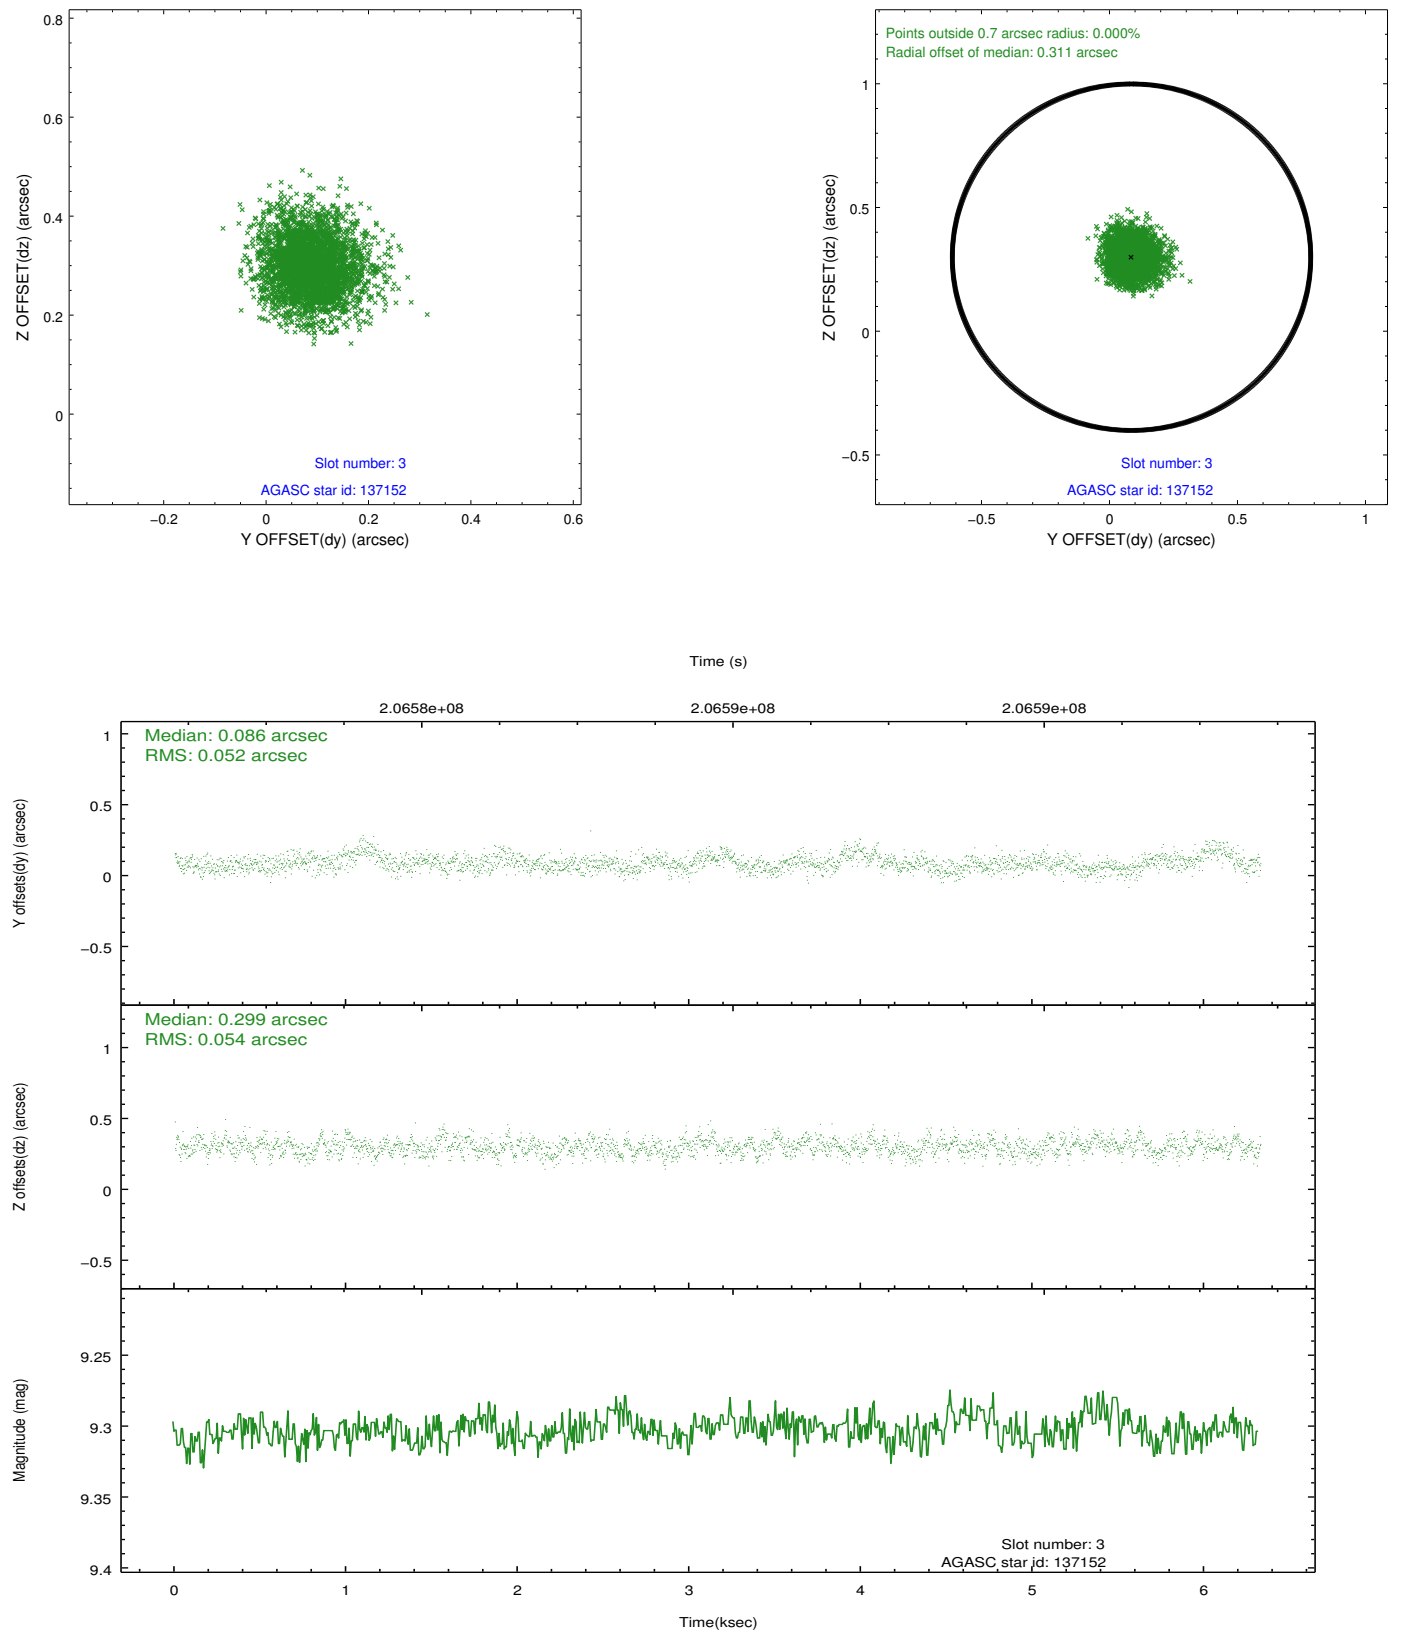 0.8
0.6
0.4
0.2
0
Z OFFSET(dz) (arcsec)
Slot number: 3
AGASC star id: 137152
−0.2 0 0.2 0.4 0.6
Y OFFSET(dy) (arcsec)
Points outside 0.7 arcsec radius: 0.000%
Radial offset of median: 0.311 arcsec
1
0.5
0
−0.5
Z OFFSET(dz) (arcsec)
Slot number: 3
AGASC star id: 137152
−0.5 0 0.5 1
Y OFFSET(dy) (arcsec)
Time (s)
2.0658e+08 2.0659e+08 2.0659e+08
Median: 0.086 arcsec
RMS: 0.052 arcsec
1
0.5
0
−0.5
Y offsets(dy) (arcsec)
Median: 0.299 arcsec
RMS: 0.054 arcsec
1
0.5
0
−0.5
Z offsets(dz) (arcsec)
9.25
9.3
9.35
9.4
Magnitude (mag)
Slot number: 3
AGASC star id: 137152
0 1 2 3 4 5 6
Time(ksec)